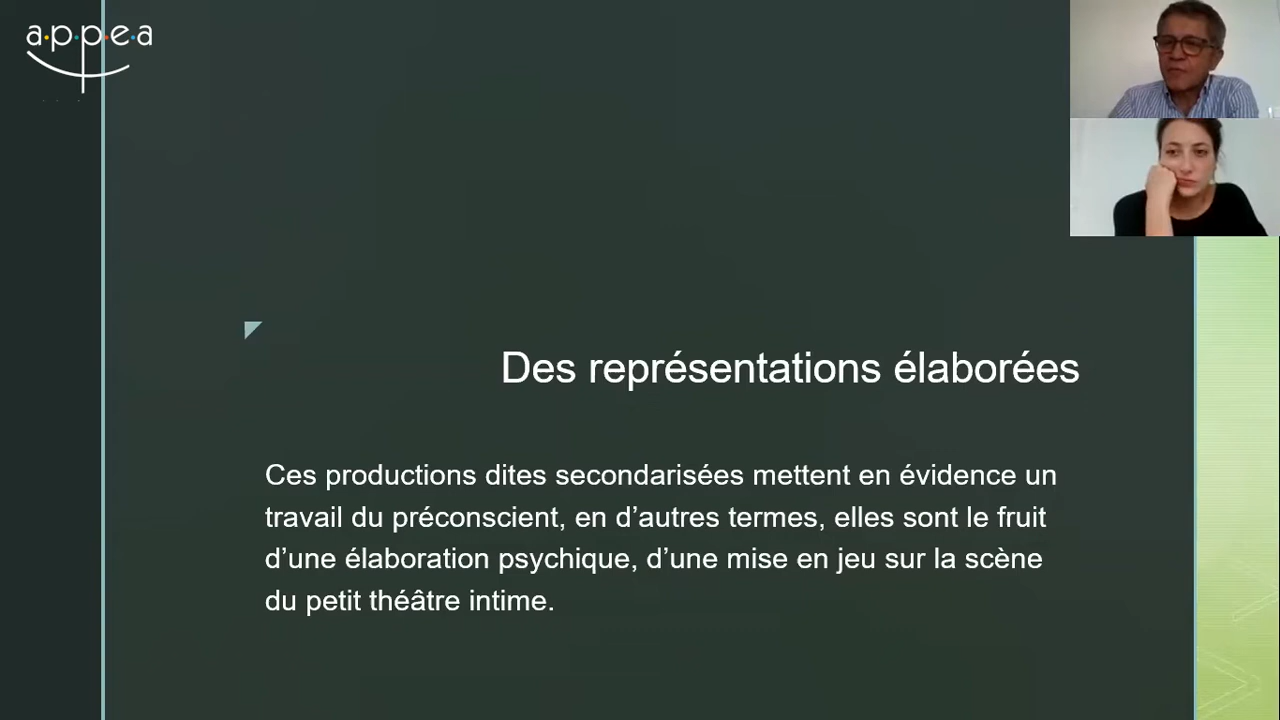 a.p.p.e.a
Des représentations élaborées
Ces productions dites secondarisées mettent en évidence un
travail du préconscient, en d’autres termes, elles sont le fruit
d’une élaboration psychique, d’une mise en jeu sur la scène
du petit théâtre intime.